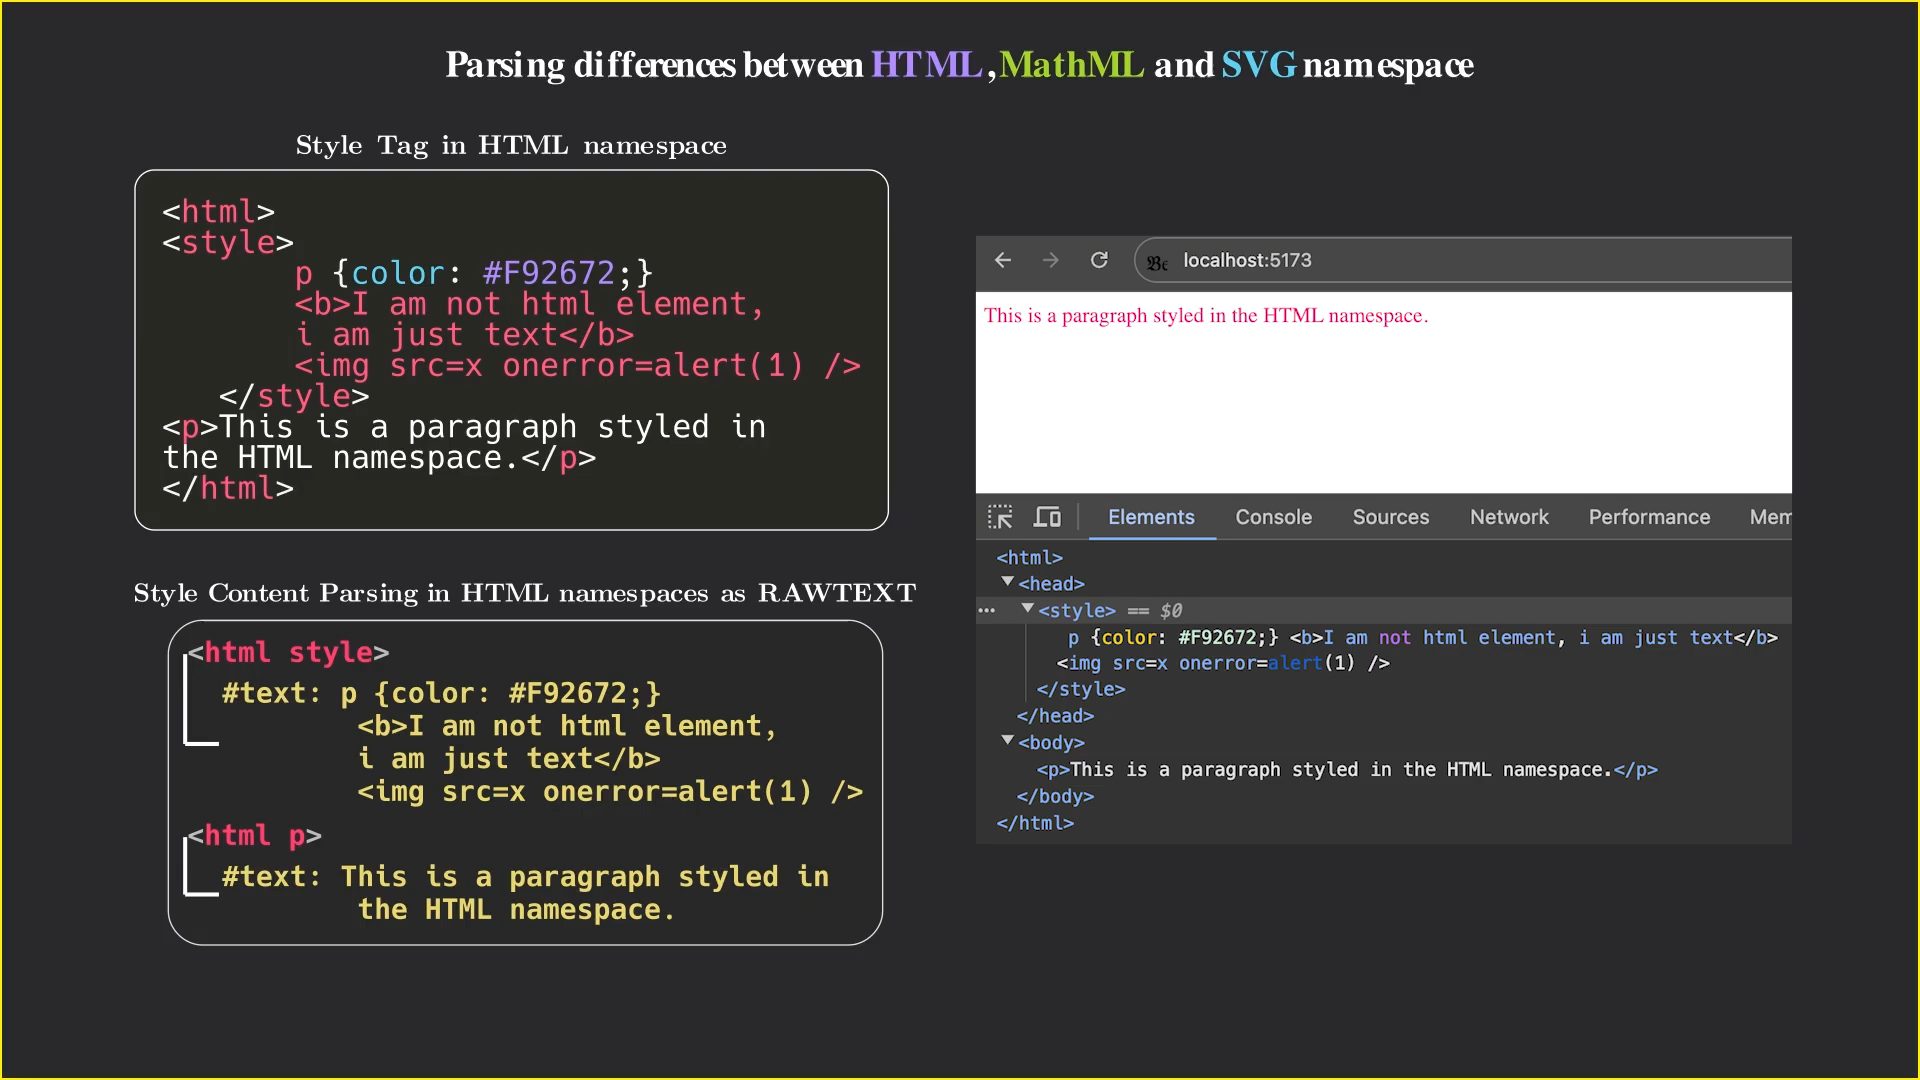 Parsing differences between HTML, MathML and SVG namespace
Style Tag in HTML namespace
<html>
<style>
p {color: #F92672;}
<b>I am not html element,
i am just text</b>
<img src=x onerror=alert(1) />
</style>
<p>This is a paragraph styled in
the HTML namespace.</p>
</html>
Style Content Parsing in HTML namespaces as RAWTEXT
<html style>
#text: p {color: #F92672;}
<b>I am not html element,
i am just text</b>
<img src=x onerror=alert(1) />
<html p>
#text: This is a paragraph styled in
the HTML namespace.
localhost:5173
This is a paragraph styled in the HTML namespace.
Elements Console Sources Network Performance Mem
<html>
<head>
<style> == $0
p {color: #F92672;} <b>I am not html element, i am just text</b>
<img src=x onerror=alert(1) />
</style>
</head>
<body>
<p>This is a paragraph styled in the HTML namespace.</p>
</body>
</html>